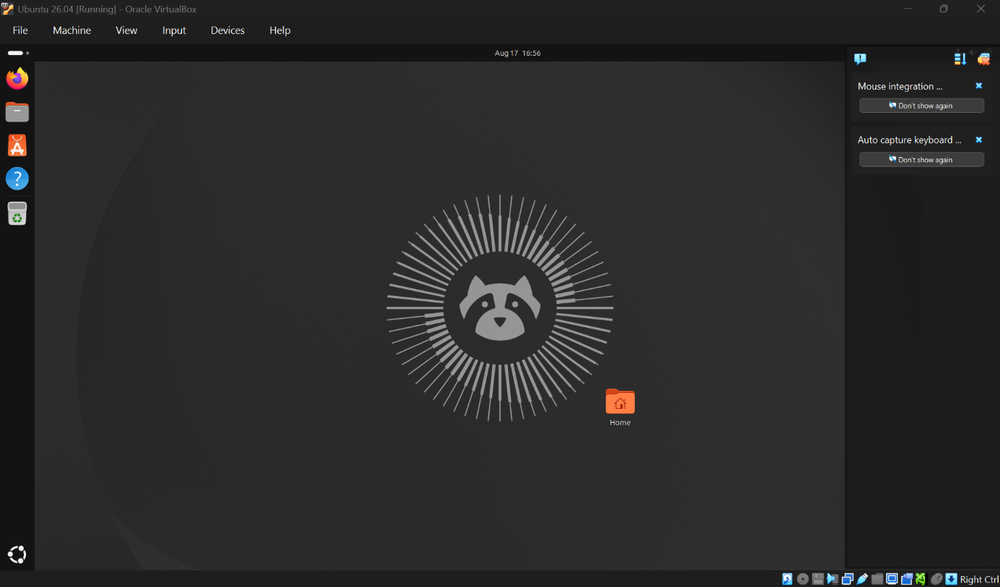 Ubuntu 26.04 [Running] - Oracle VirtualBox
File Machine View Input Devices Help
Aug 17 16:56
Mouse integration ...
Don't show again
Auto capture keyboard ...
Don't show again
Home
Right Ctrl